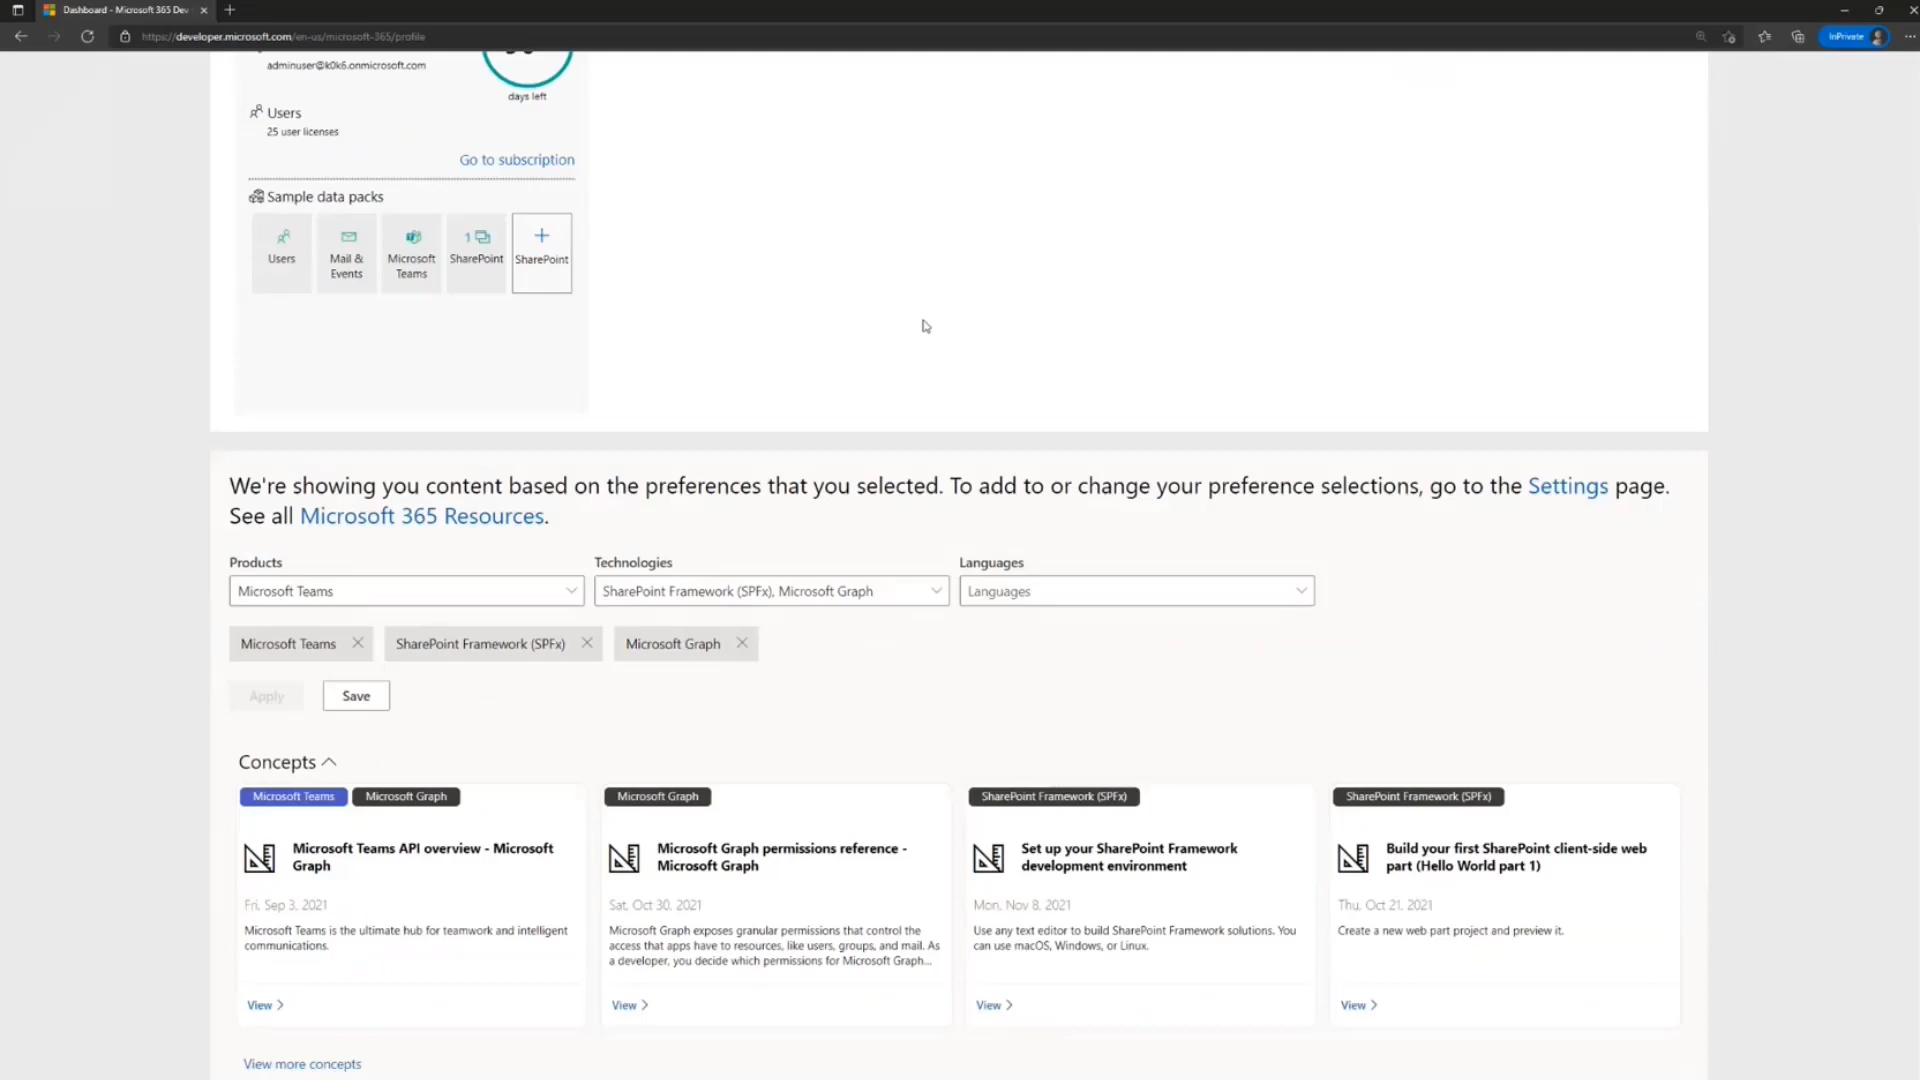 Dashboard - Microsoft 365 Dev
https://developer.microsoft.com/en-us/microsoft-365/profile
InPrivate
adminuser@k0k6.onmicrosoft.com
days left
Users
25 user licenses
Go to subscription
Sample data packs
Users
Mail &
Events
Microsoft
Teams
1
SharePoint
SharePoint
We're showing you content based on the preferences that you selected. To add to or change your preference selections, go to the Settings page.
See all Microsoft 365 Resources.
Products
Technologies
Languages
Microsoft Teams
SharePoint Framework (SPFx), Microsoft Graph
Languages
Microsoft Teams
SharePoint Framework (SPFx)
Microsoft Graph
Apply
Save
Concepts
Microsoft Teams
Microsoft Graph
Microsoft Teams API overview - Microsoft
Graph
Fri, Sep 3, 2021
Microsoft Teams is the ultimate hub for teamwork and intelligent
communications.
View
Microsoft Graph
Microsoft Graph permissions reference -
Microsoft Graph
Sat, Oct 30, 2021
Microsoft Graph exposes granular permissions that control the
access that apps have to resources, like users, groups, and mail. As
a developer, you decide which permissions for Microsoft Graph...
View
SharePoint Framework (SPFx)
Set up your SharePoint Framework
development environment
Mon, Nov 8, 2021
Use any text editor to build SharePoint Framework solutions. You
can use macOS, Windows, or Linux.
View
SharePoint Framework (SPFx)
Build your first SharePoint client-side web
part (Hello World part 1)
Thu, Oct 21, 2021
Create a new web part project and preview it.
View
View more concepts